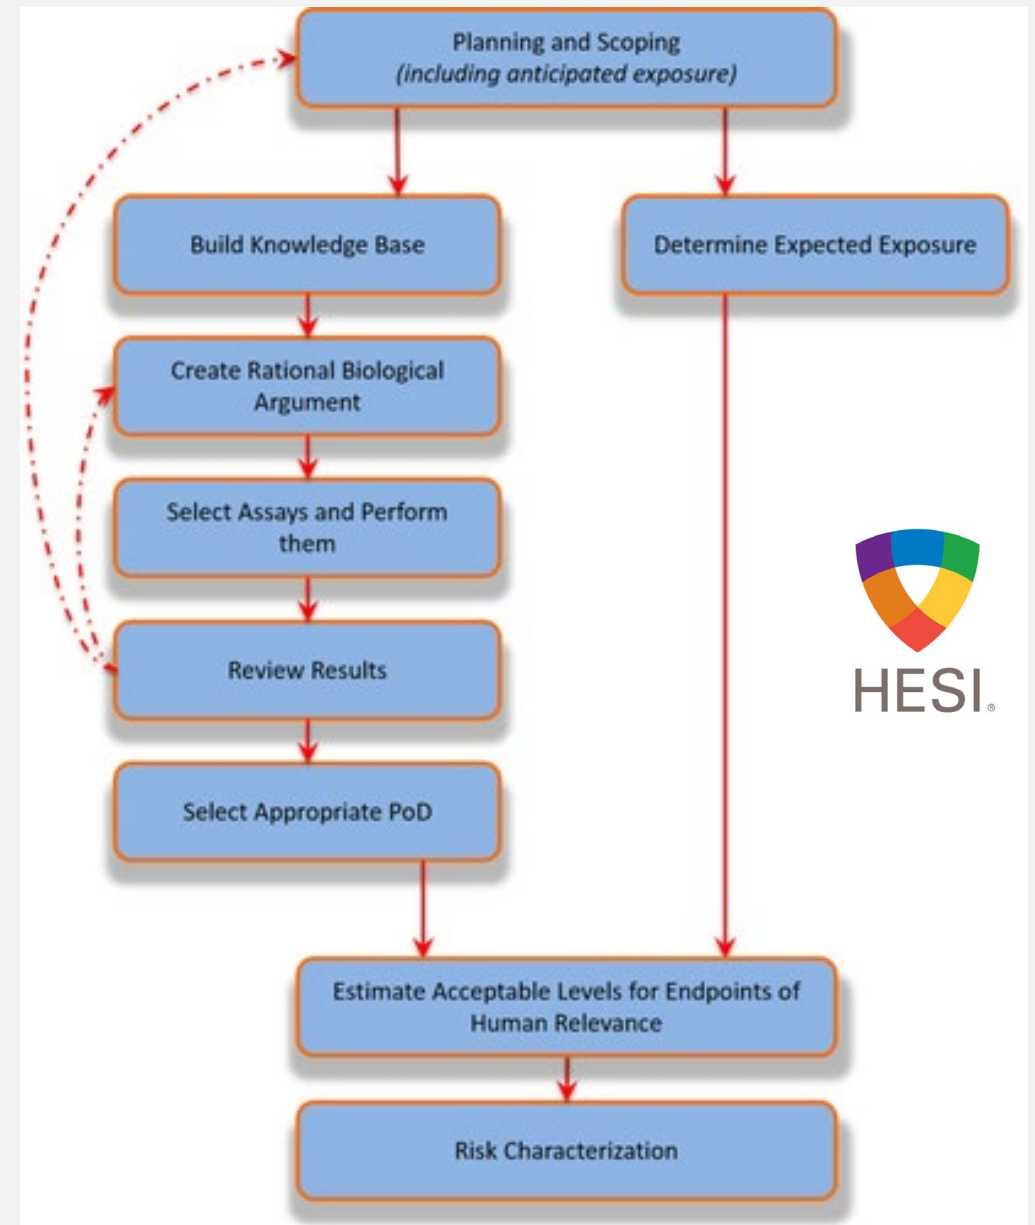 Planning and Scoping
(including anticipated exposure)
Build Knowledge Base
Determine Expected Exposure
Create Rational Biological
Argument
Select Assays and Perform
them
Review Results
HESI®
Select Appropriate PoD
Estimate Acceptable Levels for Endpoints of
Human Relevance
Risk Characterization